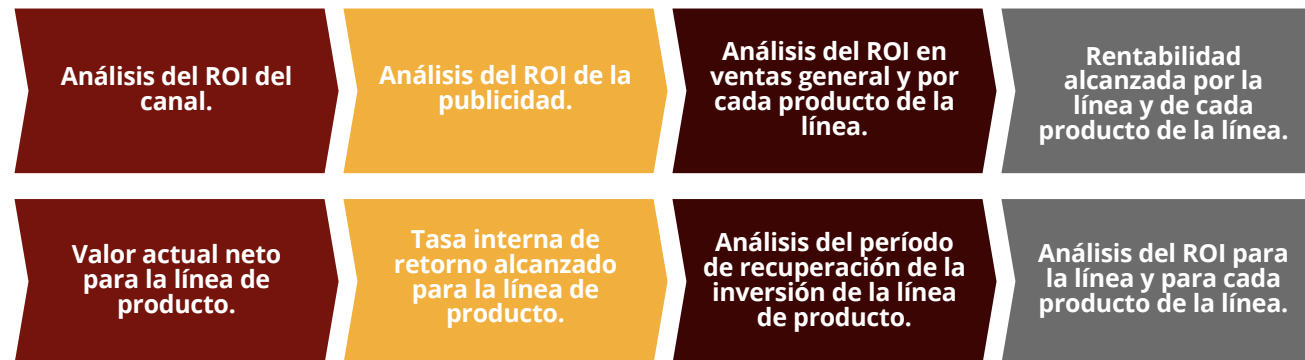 Análisis del ROI del
canal.
Análisis del ROI de la
publicidad.
Análisis del ROI en
ventas general y por
cada producto de la
línea.
Rentabilidad
alcanzada por la
línea y de cada
producto de la línea.
Valor actual neto
para la línea de
producto.
Tasa interna de
retorno alcanzado
para la línea de
producto.
Análisis del período
de recuperación de la
inversión de la línea
de producto.
Análisis del ROI para
la línea y para cada
producto de la línea.